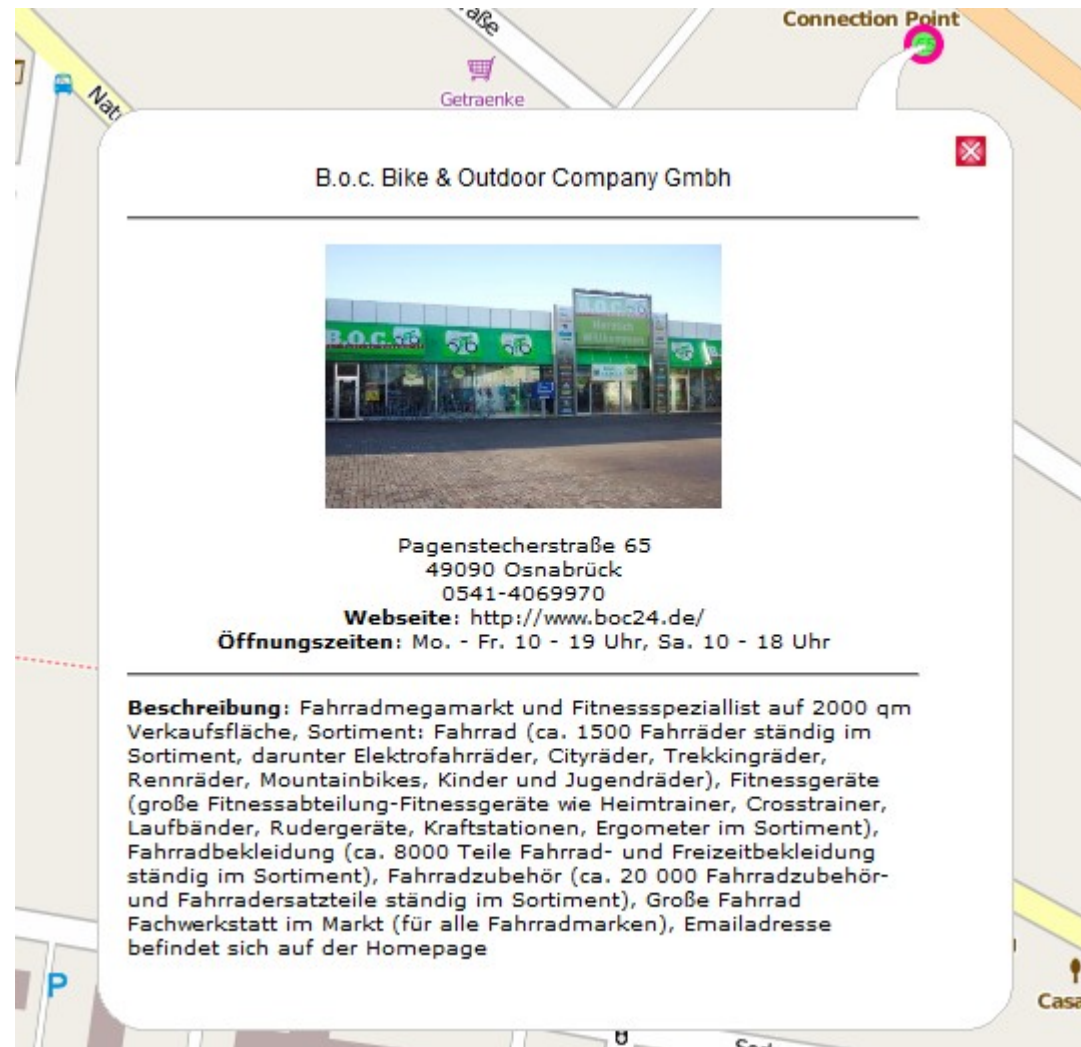 aße
Connection Point
Getraenke
Natr
B.o.c. Bike & Outdoor Company Gmbh
B.O.C.
B.O.C.
Herzlich
Willkommen
Pagenstecherstraße 65
49090 Osnabrück
0541-4069970
Webseite: http://www.boc24.de/
Öffnungszeiten: Mo. - Fr. 10 - 19 Uhr, Sa. 10 - 18 Uhr
Beschreibung: Fahrradmegamarkt und Fitnessspeziallist auf 2000 qm
Verkaufsfläche, Sortiment: Fahrrad (ca. 1500 Fahrräder ständig im
Sortiment, darunter Elektrofahrräder, Cityräder, Trekkingräder,
Rennräder, Mountainbikes, Kinder und Jugendräder), Fitnessgeräte
(große Fitnessabteilung-Fitnessgeräte wie Heimtrainer, Crosstrainer,
Laufbänder, Rudergeräte, Kraftstationen, Ergometer im Sortiment),
Fahrradbekleidung (ca. 8000 Teile Fahrrad- und Freizeitbekleidung
ständig im Sortiment), Fahrradzubehör (ca. 20 000 Fahrradzubehör-
und Fahrradersatzteile ständig im Sortiment), Große Fahrrad
Fachwerkstatt im Markt (für alle Fahrradmarken), Emailadresse
befindet sich auf der Homepage
P
Casa